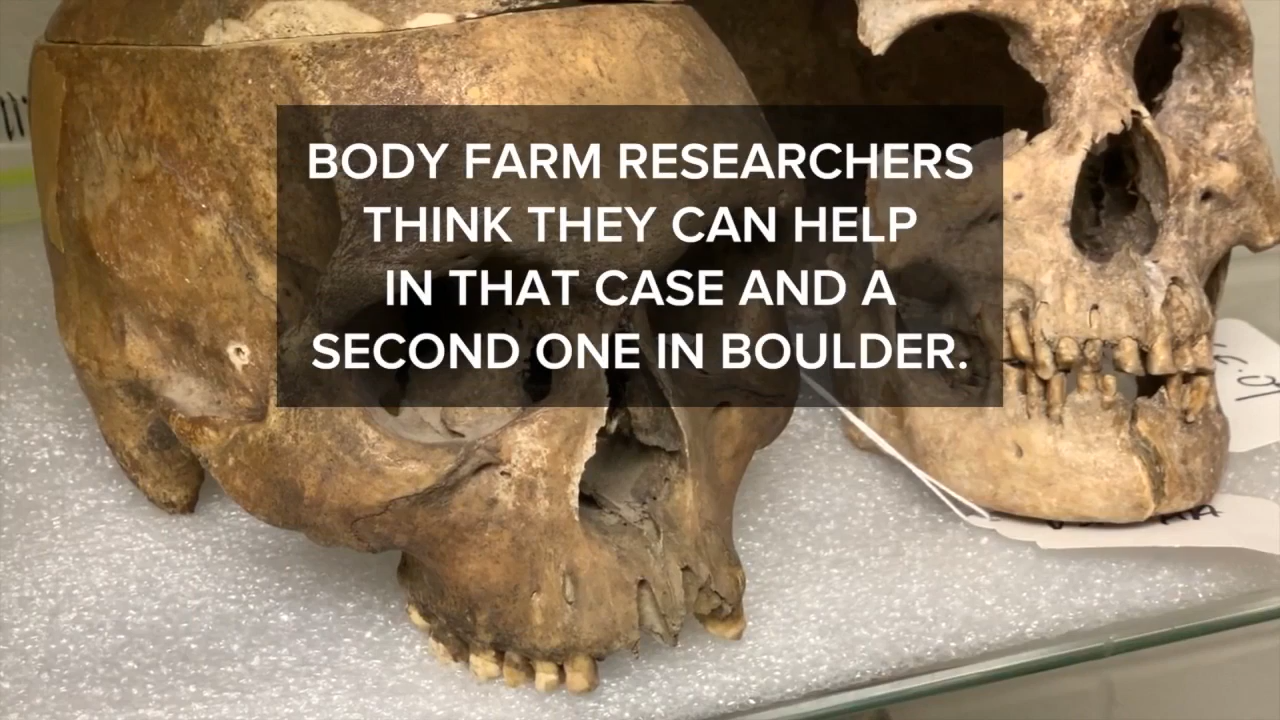 BODY FARM RESEARCHERS
THINK THEY CAN HELP
IN THAT CASE AND A
SECOND ONE IN BOULDER.